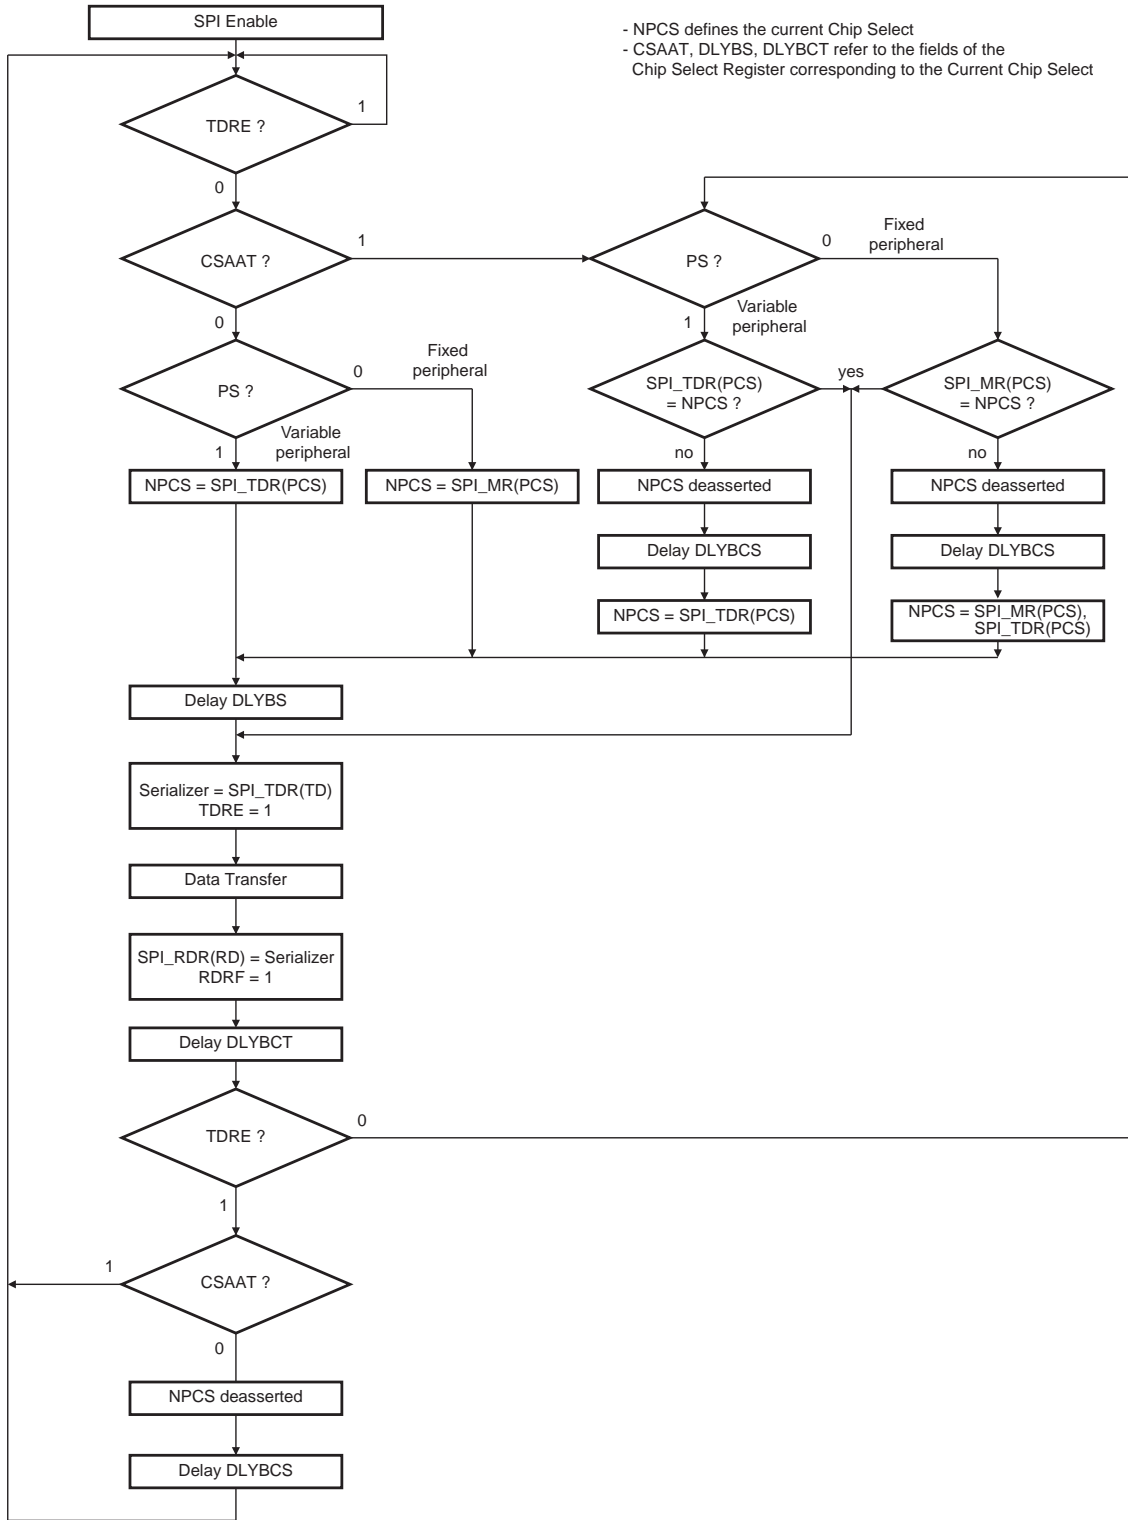 SPI Enable
- NPCS defines the current Chip Select
- CSAAT, DLYBS, DLYBCT refer to the fields of the
Chip Select Register corresponding to the Current Chip Select
1
TDRE ?
0
CSAAT ?
1
PS ?
0
Fixed
peripheral
0
1
Variable
peripheral
PS ?
0
Fixed
peripheral
1
Variable
peripheral
SPI_TDR(PCS)
= NPCS ?
yes
SPI_MR(PCS)
= NPCS ?
no
no
NPCS = SPI_TDR(PCS)
NPCS = SPI_MR(PCS)
NPCS deasserted
NPCS deasserted
Delay DLYBCS
Delay DLYBCS
NPCS = SPI_TDR(PCS)
NPCS = SPI_MR(PCS),
SPI_TDR(PCS)
Delay DLYBS
Serializer = SPI_TDR(TD)
TDRE = 1
Data Transfer
SPI_RDR(RD) = Serializer
RDRF = 1
Delay DLYBCT
TDRE ?
0
1
CSAAT ?
1
0
NPCS deasserted
Delay DLYBCS